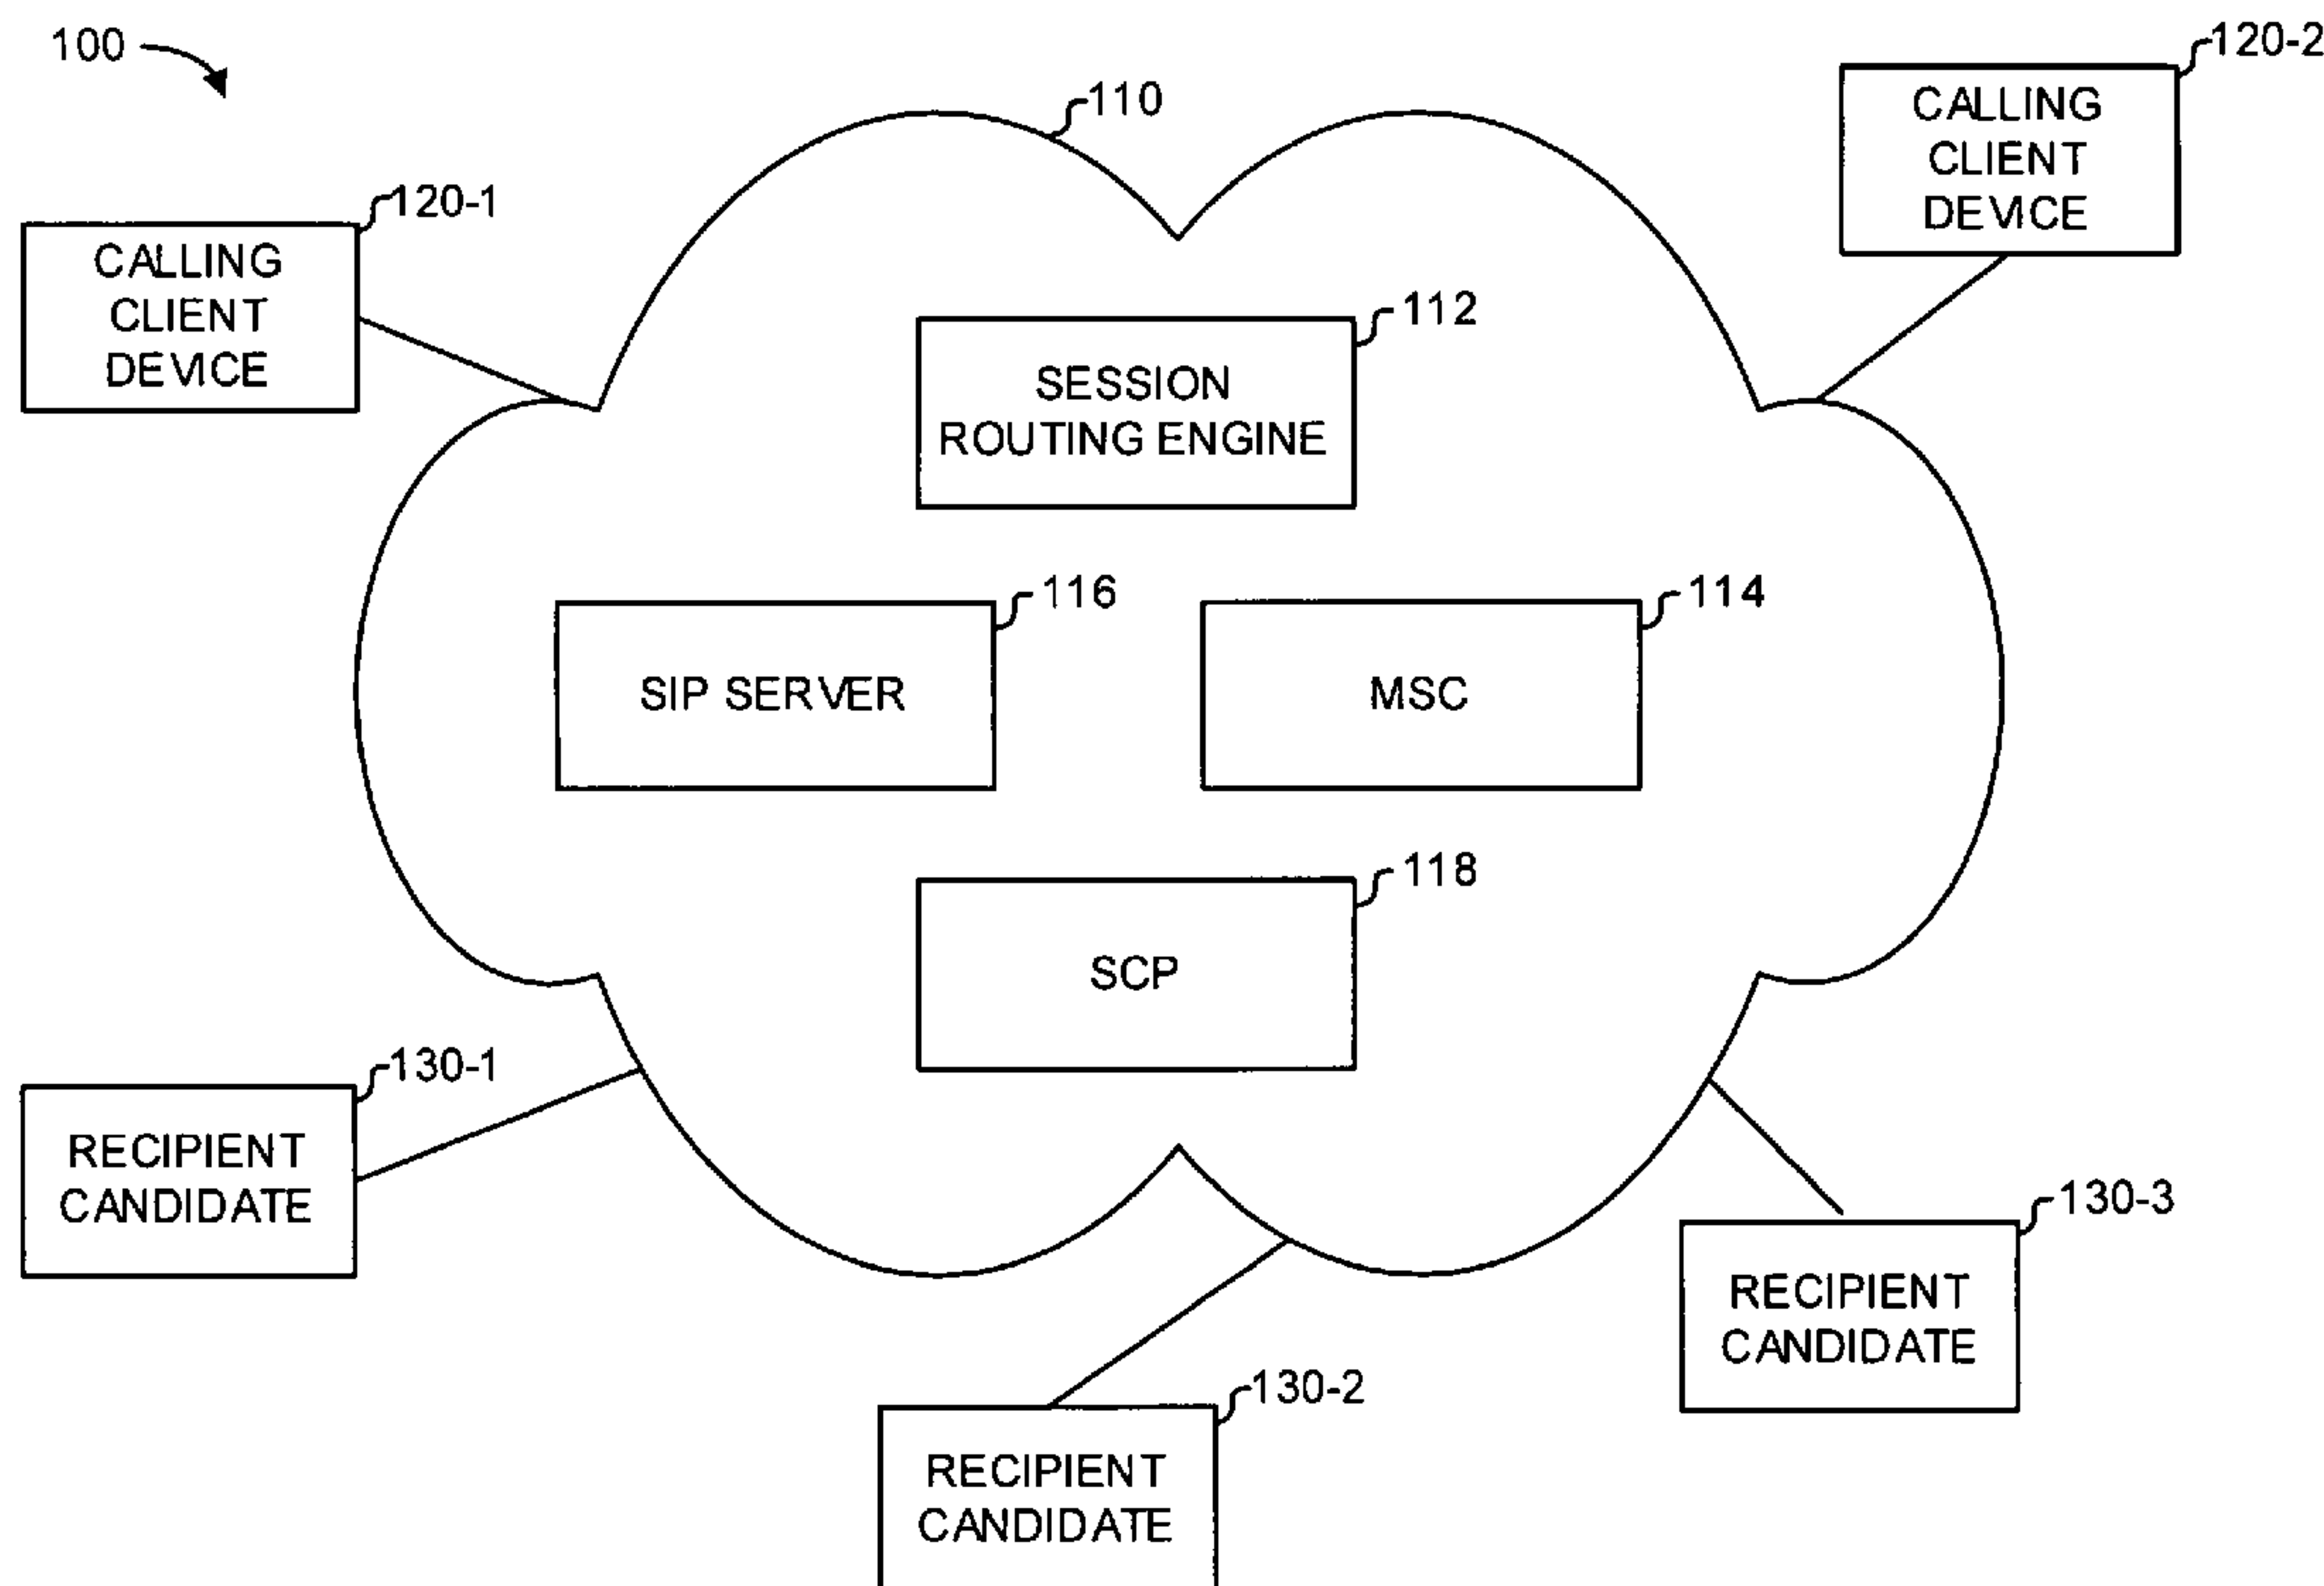 100
120-2
CALLING
CLIENT
DEVICE
110
120-1
CALLING
CLIENT
DEVICE
112
SESSION
ROUTING ENGINE
116
SIP SERVER
114
MSC
118
SCP
130-1
RECIPIENT
CANDIDATE
130-3
RECIPIENT
CANDIDATE
130-2
RECIPIENT
CANDIDATE